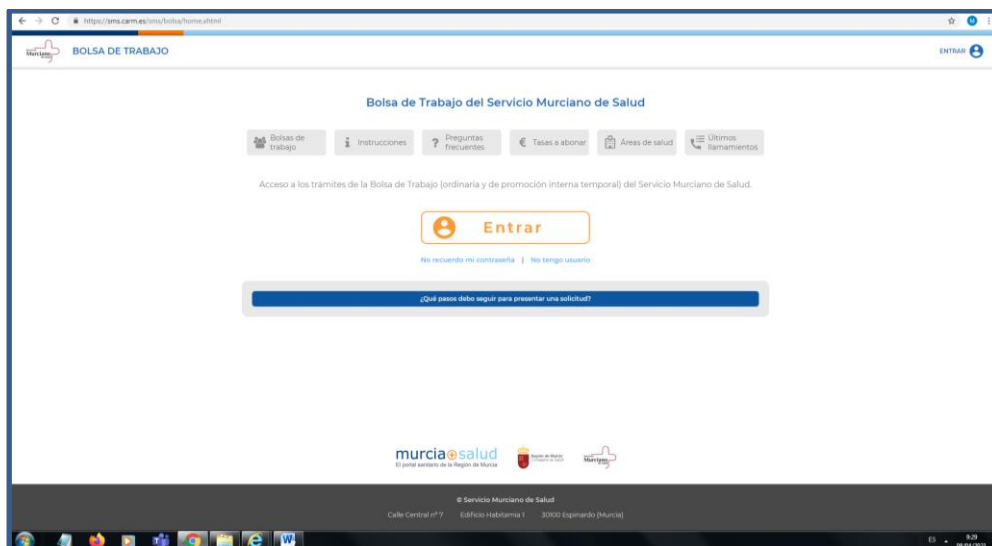 https://sms.carm.es/sms/bolsa/home.xhtml
BOLSA DE TRABAJO
ENTRAR
Bolsa de Trabajo del Servicio Murciano de Salud
Bolsas de trabajo
Instrucciones
Preguntas frecuentes
Tasas a abonar
Áreas de salud
Últimos llamamientos
Acceso a los trámites de la Bolsa de Trabajo (ordinaria y de promoción interna temporal) del Servicio Murciano de Salud.
Entrar
No recuerdo mi contraseña | No tengo usuario
¿Qué pasos debo seguir para presentar una solicitud?
murcia salud
El portal sanitario de la Región de Murcia
Región de Murcia
© Servicio Murciano de Salud
Calle Central nº 7 Edificio Habitamia 1 30100 Espinardo (Murcia)
ES
9:29